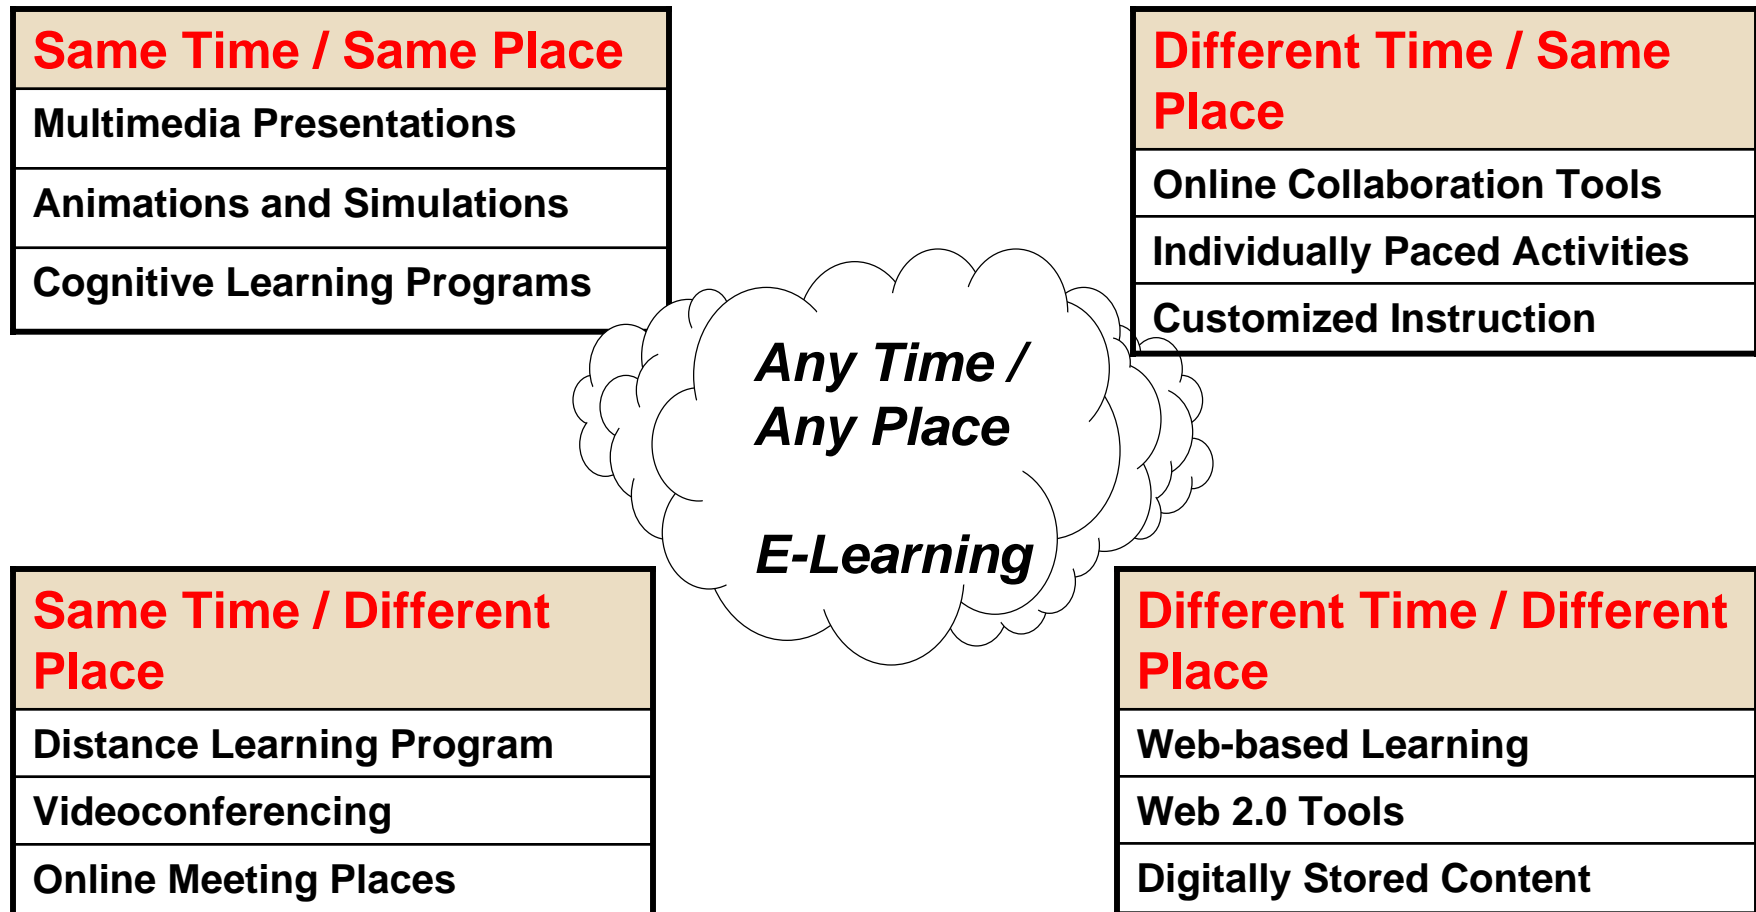 Same Time / Same Place
Multimedia Presentations
Animations and Simulations
Cognitive Learning Programs
Different Time / Same
Place
Online Collaboration Tools
Individually Paced Activities
Customized Instruction
Any Time /
Any Place
E-Learning
Same Time / Different
Place
Distance Learning Program
Videoconferencing
Online Meeting Places
Different Time / Different
Place
Web-based Learning
Web 2.0 Tools
Digitally Stored Content